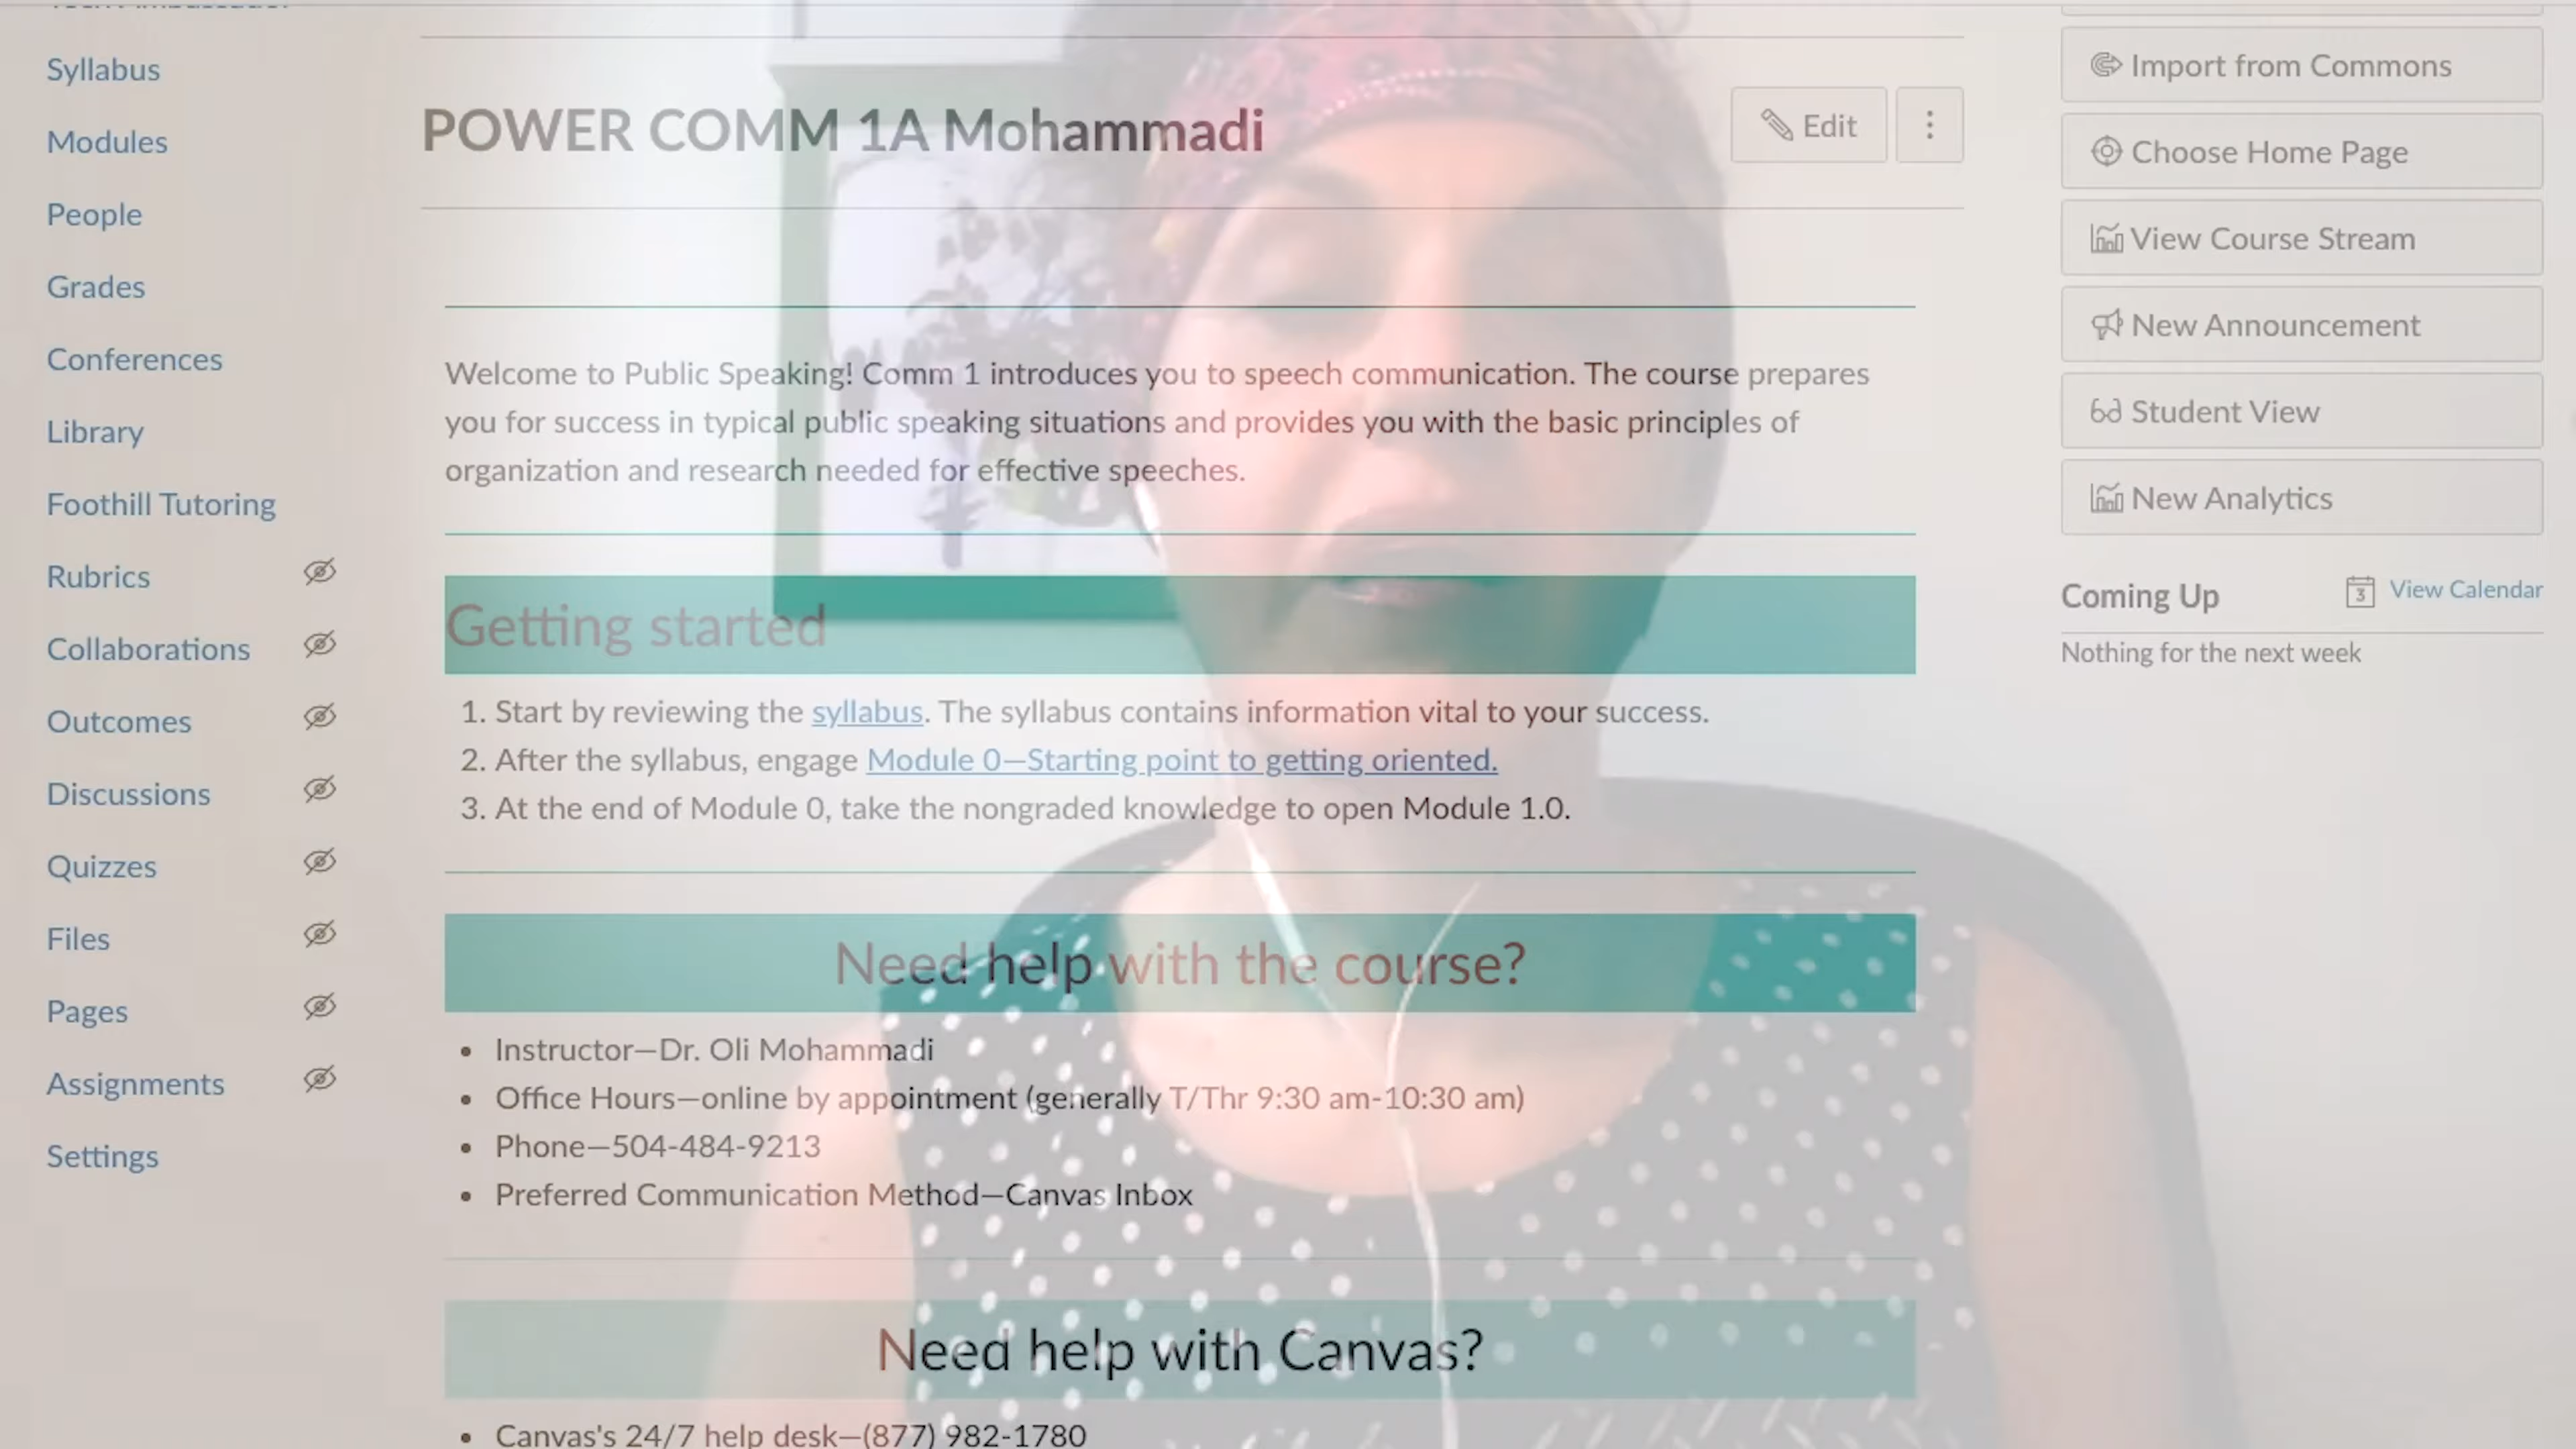 Syllabus
Modules
People
Grades
Conferences
Library
Foothill Tutoring
Rubrics
Collaborations
Outcomes
Discussions
Quizzes
Files
Pages
Assignments
Settings
POWER COMM 1A Mohammadi
Edit
Welcome to Public Speaking! Comm 1 introduces you to speech communication. The course prepares
you for success in typical public speaking situations and provides you with the basic principles of
organization and research needed for effective speeches.
Getting started
1. Start by reviewing the syllabus. The syllabus contains information vital to your success.
2. After the syllabus, engage Module 0—Starting point to getting oriented.
3. At the end of Module 0, take the nongraded knowledge to open Module 1.0.
Need help with the course?
• Instructor—Dr. Oli Mohammadi
• Office Hours—online by appointment (generally T/Thr 9:30 am-10:30 am)
• Phone—504-484-9213
• Preferred Communication Method—Canvas Inbox
Need help with Canvas?
• Canvas's 24/7 help desk—(877) 982-1780
Import from Commons
Choose Home Page
View Course Stream
New Announcement
Student View
New Analytics
Coming Up
3 View Calendar
Nothing for the next week